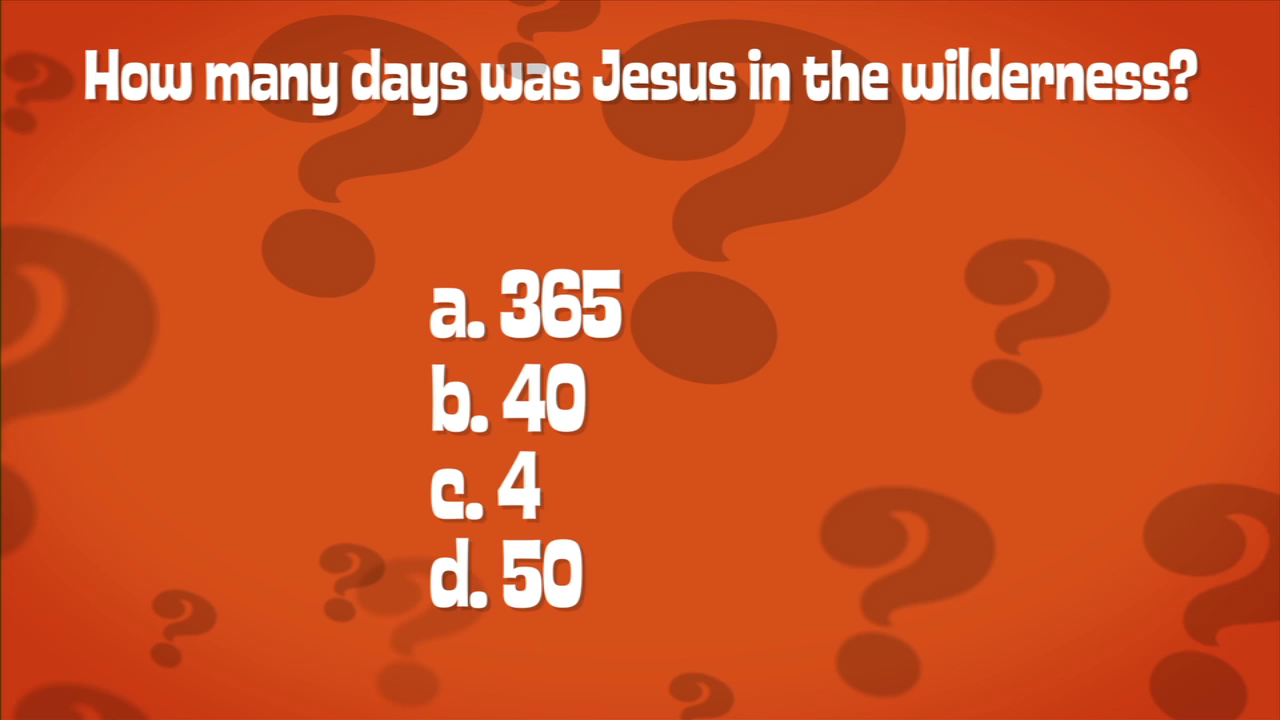 How many days was Jesus in the wilderness?
a. 365
b. 40
c. 4
d. 50